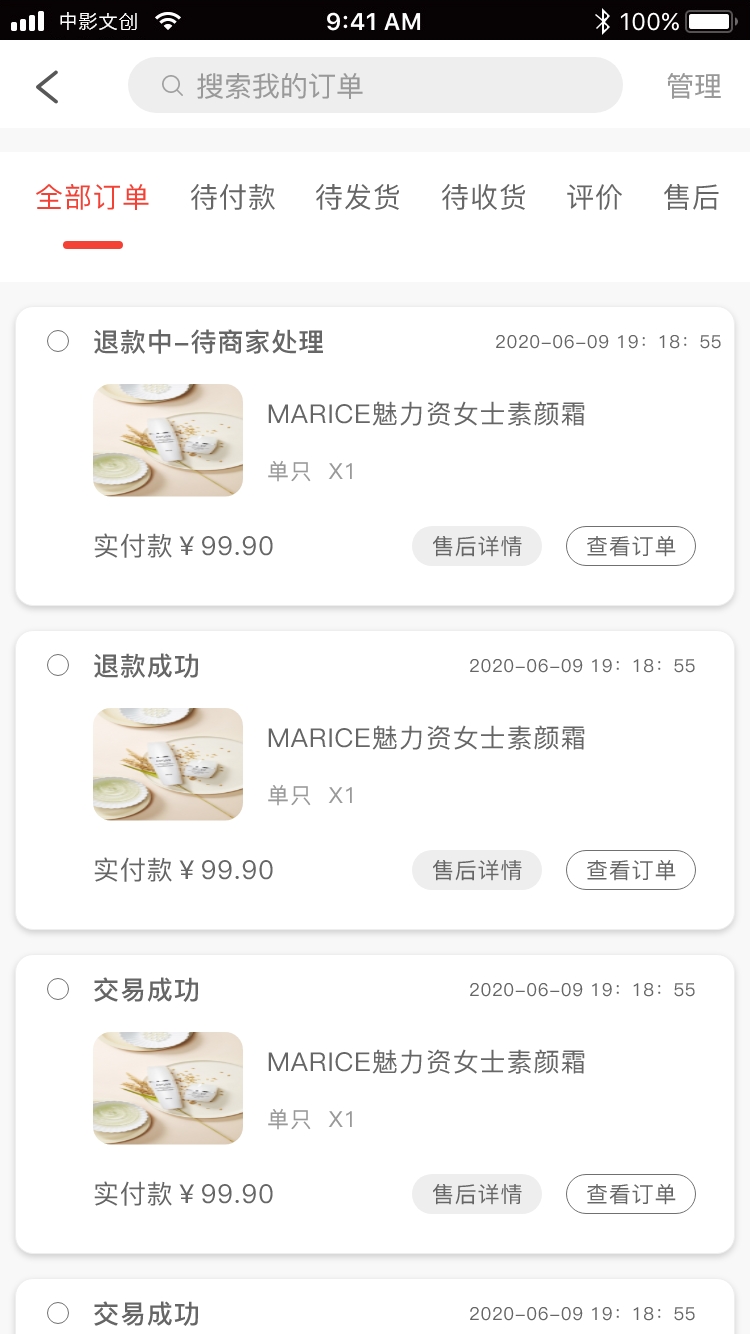 中影文创 9:41 AM 100%
搜索我的订单 管理
全部订单 待付款 待发货 待收货 评价 售后
退款中-待商家处理 2020-06-09 19：18：55
MARICE魅力资女士素颜霜
单只 X1
实付款¥99.90 售后详情 查看订单
退款成功 2020-06-09 19：18：55
MARICE魅力资女士素颜霜
单只 X1
实付款¥99.90 售后详情 查看订单
交易成功 2020-06-09 19：18：55
MARICE魅力资女士素颜霜
单只 X1
实付款¥99.90 售后详情 查看订单
交易成功 2020-06-09 19：18：55